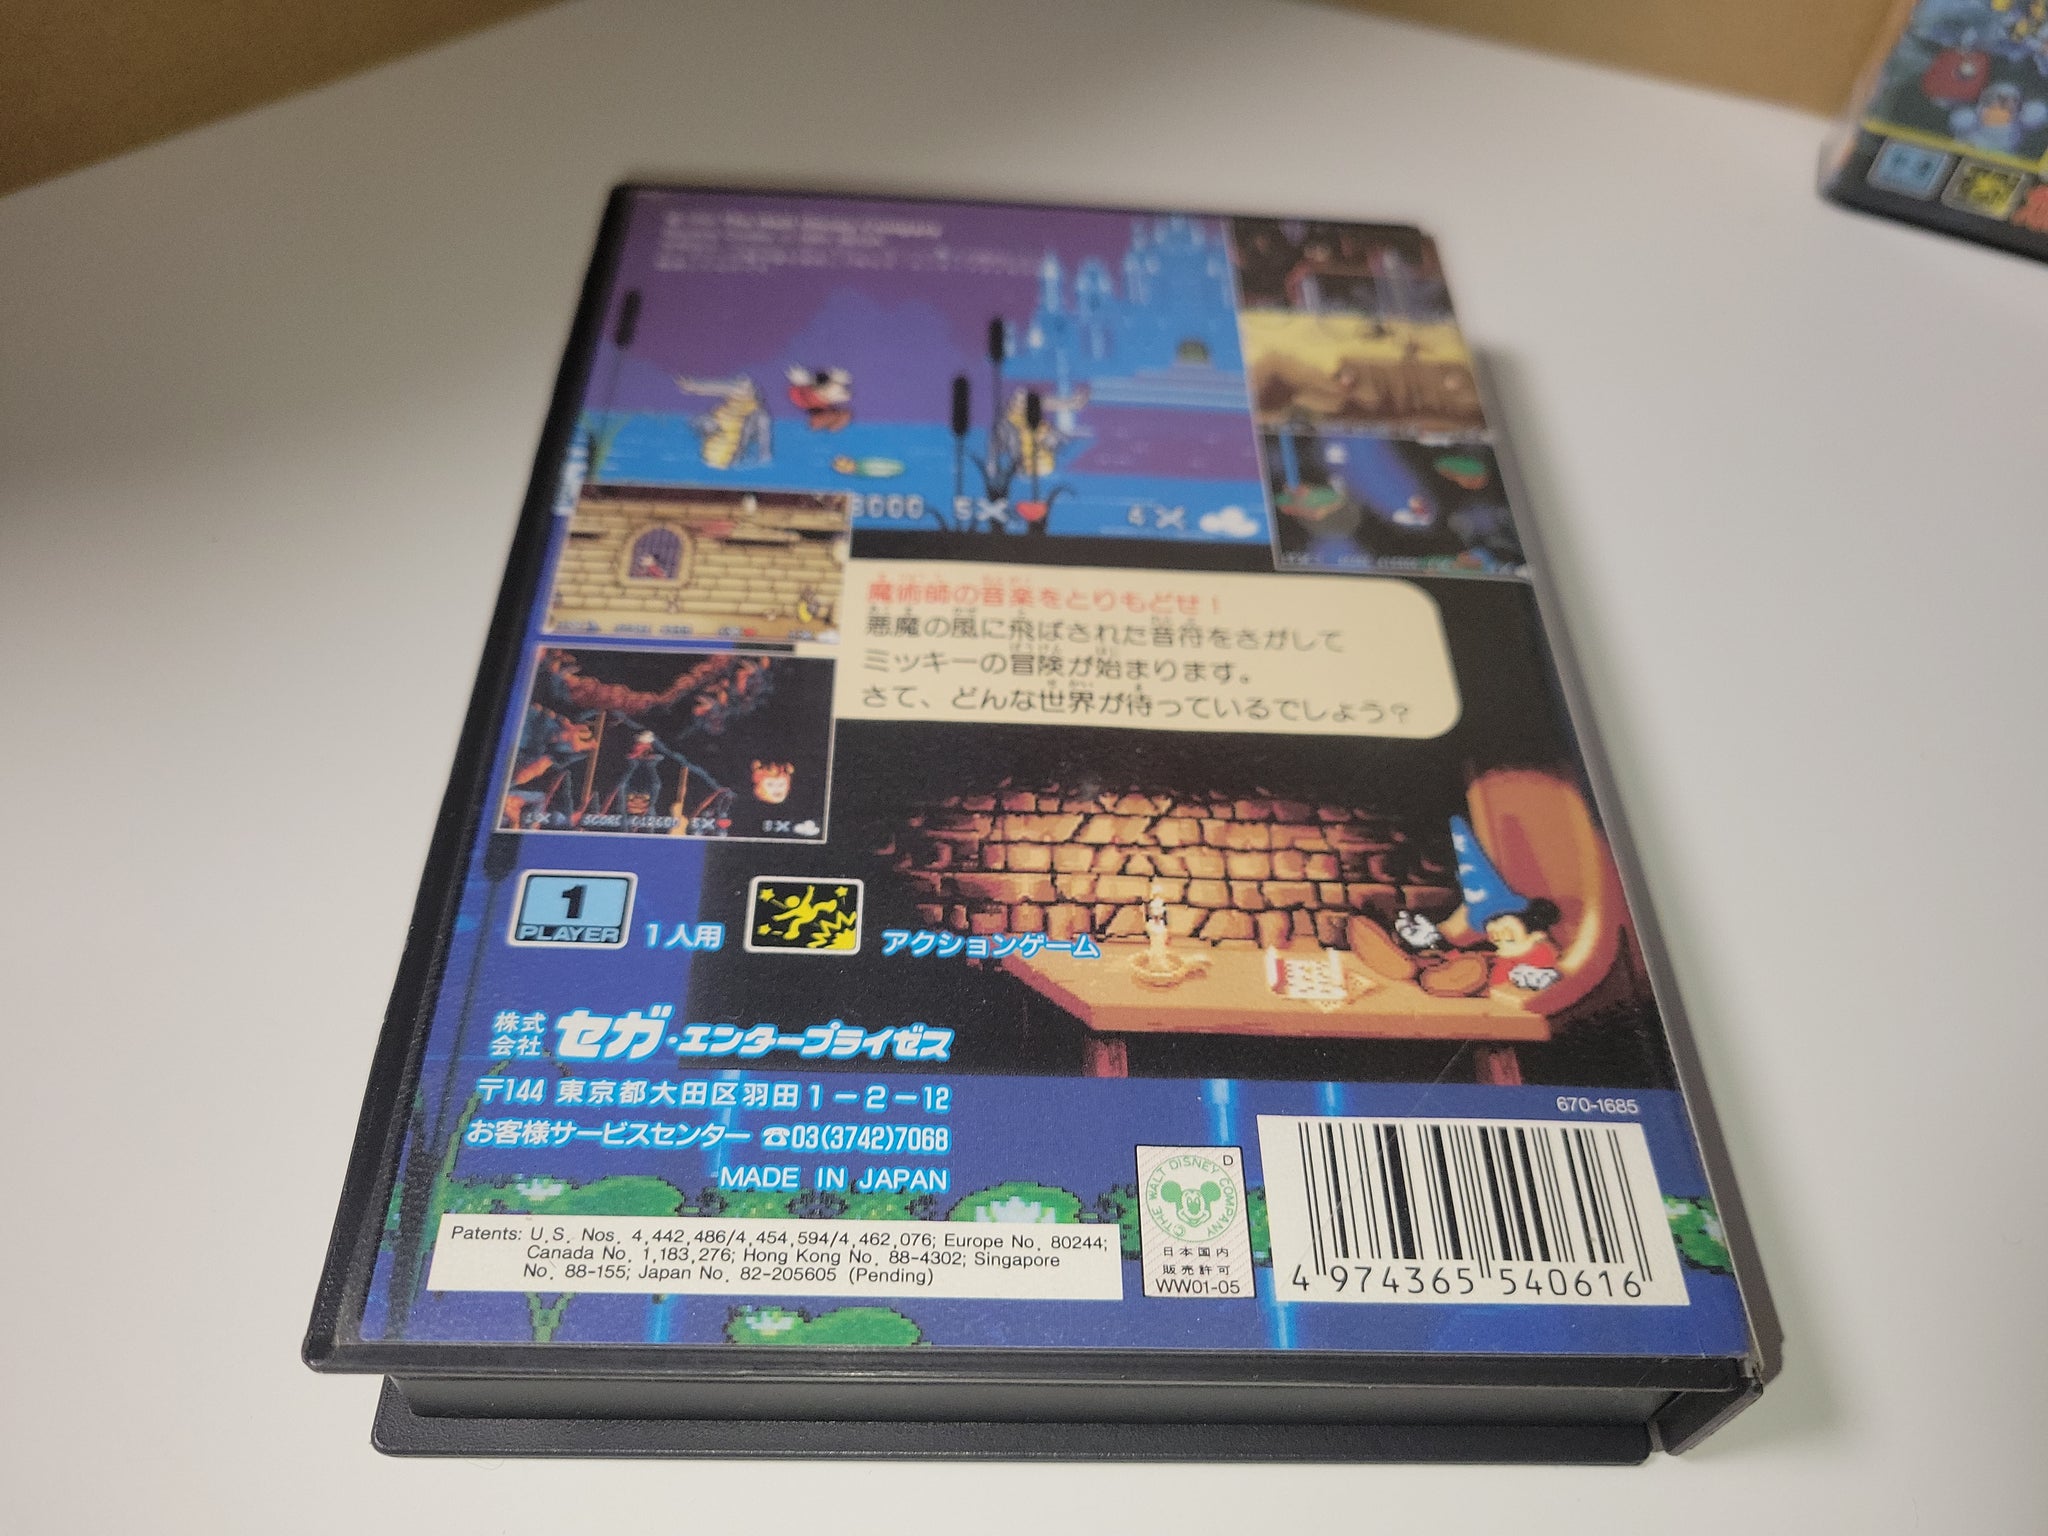 魔術師の音楽をとりもどせ！
悪魔の風に飛ばされた音符をさがして
ミッキーの冒険が始まります。
さて、どんな世界が待っているでしょう？
5×
4×
1
PLAYER
1人用
アクションゲーム
株式
会社
セガ・エンタープライゼス
〒144 東京都大田区羽田1－2－12
お客様サービスセンター ☎03(3742)7068
MADE IN JAPAN
670-1685
Patents: U.S. Nos. 4,442,486/4,454,594/4,462,076; Europe No. 80244;
Canada No. 1,183,276; Hong Kong No. 88-4302; Singapore
No. 88-155; Japan No. 82-205605 (Pending)
D
©THE WALT DISNEY COMPANY
日本国内
販売許可
WW01-05
4 974365 540616